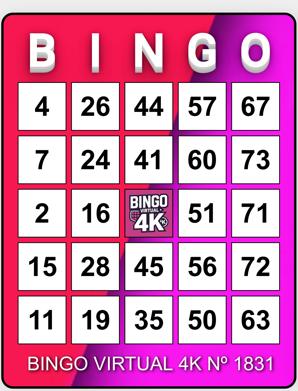 B I N G O
4 26 44 57 67
7 24 41 60 73
2 16 BINGO VIRTUAL 4K 51 71
15 28 45 56 72
11 19 35 50 63
BINGO VIRTUAL 4K Nº 1831